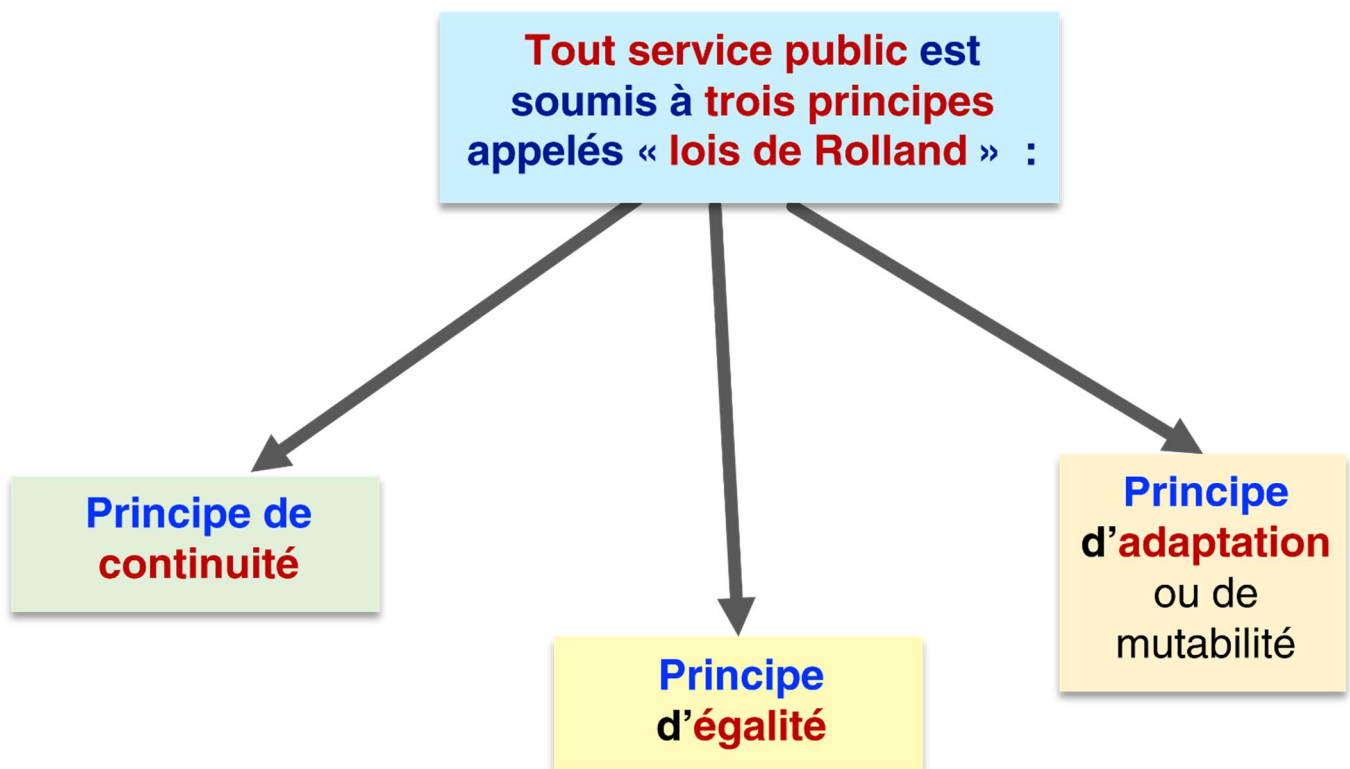 Tout service public est
soumis à trois principes
appelés « lois de Rolland » :
Principe de
continuité
Principe
d’égalité
Principe
d’adaptation
ou de
mutabilité